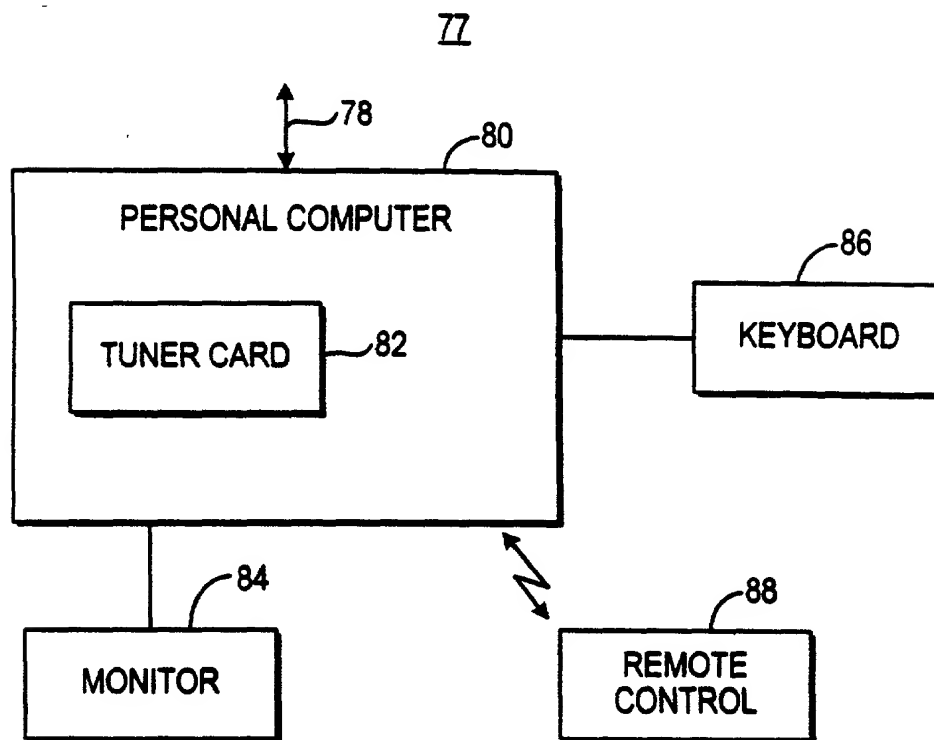 77
78
80
PERSONAL COMPUTER
86
TUNER CARD
82
KEYBOARD
84
88
MONITOR
REMOTE
CONTROL